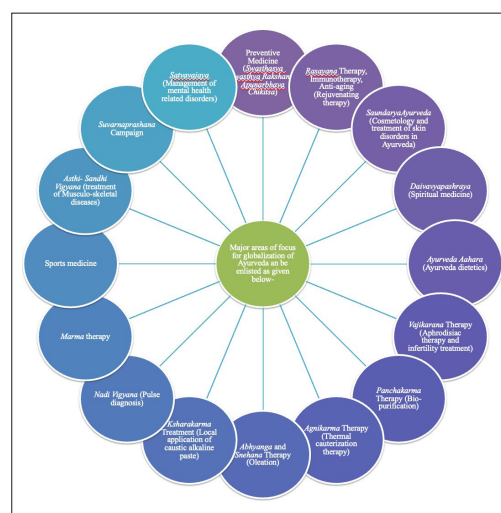 Preventive
Medicine
(Swasthasya
Swasthya Rakshan,
Apunarbhava
Chikitsa)
Rasayana Therapy,
Immunotherapy,
Anti-aging
(Rejuvenating
therapy)
SaundaryaAyurveda
(Cosmetology and
treatment of skin
disorders in
Ayurveda)
Daivavyapashraya
(Spiritual medicine)
Ayurveda Aahara
(Ayurveda dietetics)
Vajikarana Therapy
(Aphrodisiac
therapy and
infertility treatment)
Panchakarma
Therapy (Bio-
purification)
Agnikarma Therapy
(Thermal
cauterization
therapy)
Abhyanga and
Snehana Therapy
(Oleation)
Ksharakarma
Treatment (Local
application of
caustic alkaline
paste)
Nadi Vigyana (Pulse
diagnosis)
Marma therapy
Sports medicine
Asthi- Sandhi
Vigyana (treatment
of Musculo-skeletal
diseases)
Suvarnaprashana
Campaign
Satvavajaya
(Management of
mental health
related disorders)
Major areas of focus
for globalization of
Ayurveda an be
enlisted as given
below-